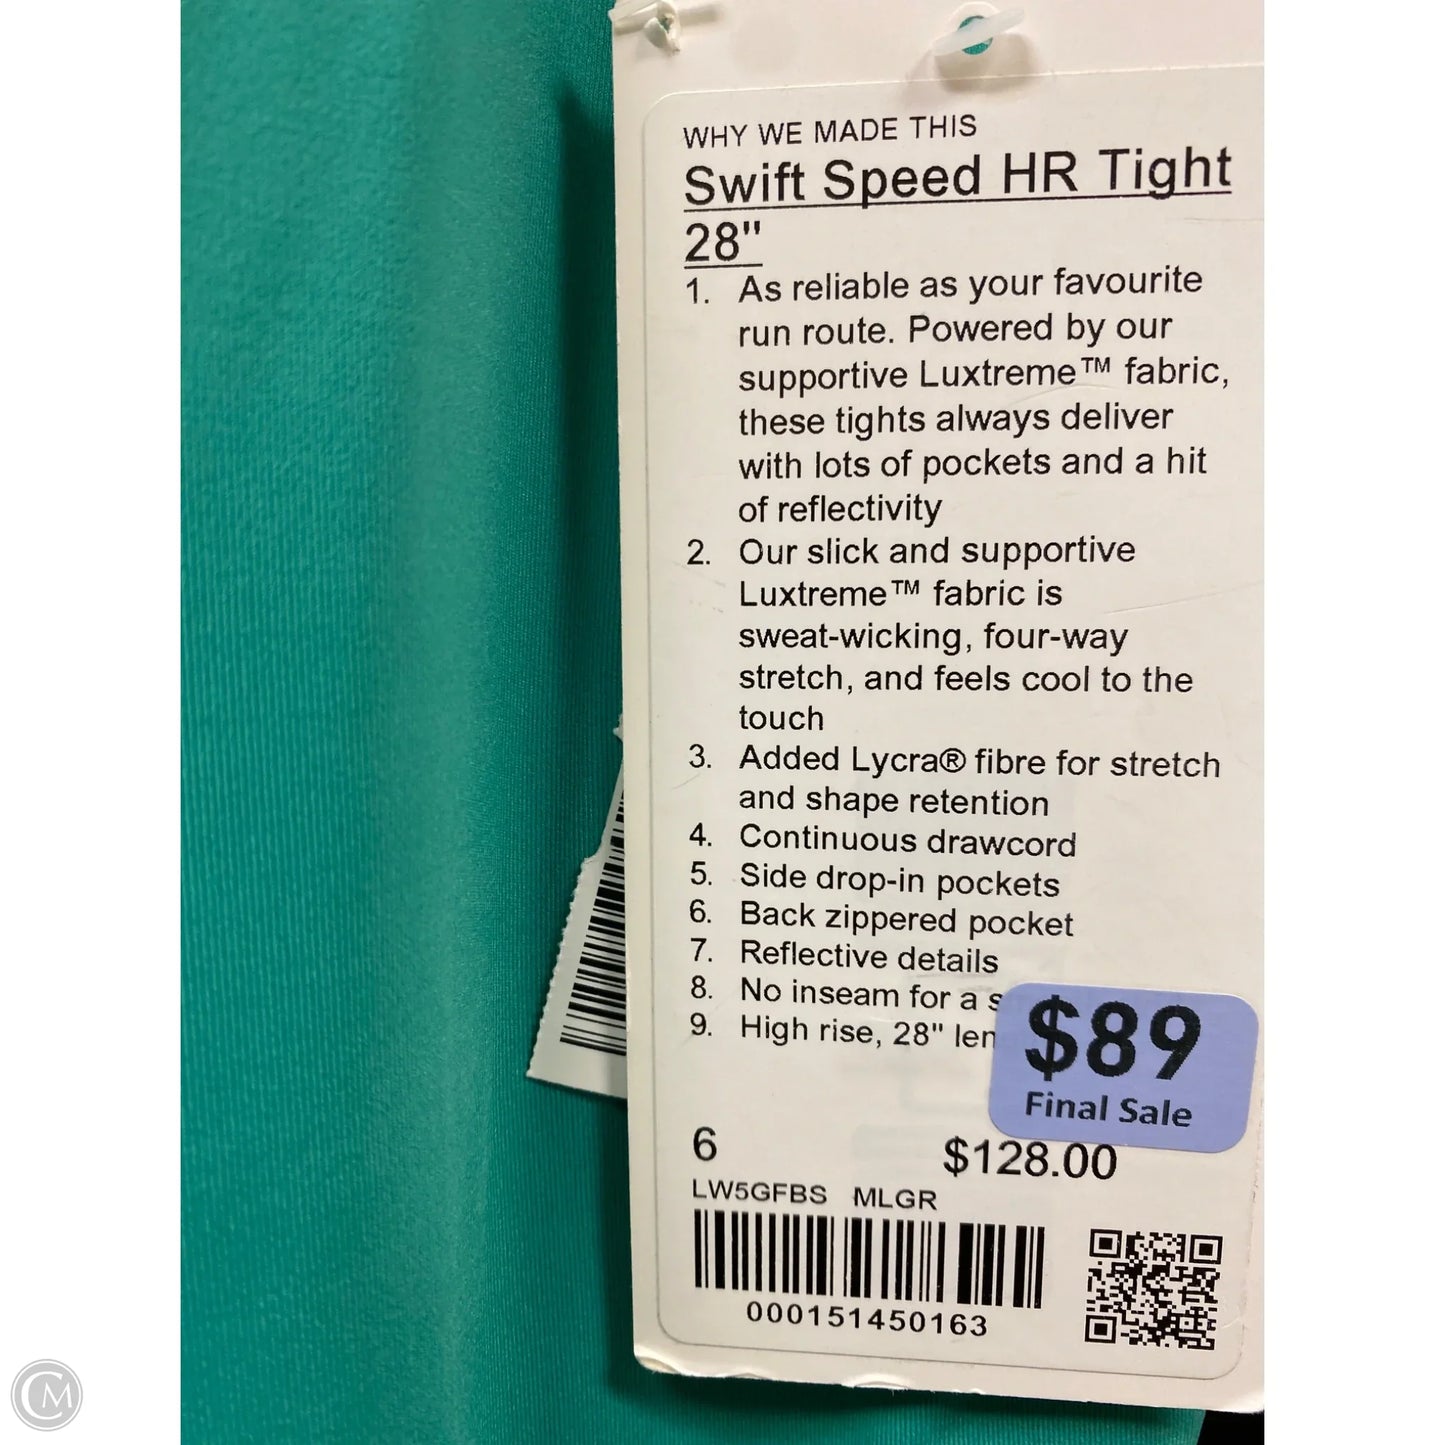 WHY WE MADE THIS
Swift Speed HR Tight
28"
1. As reliable as your favourite
run route. Powered by our
supportive Luxtreme™ fabric,
these tights always deliver
with lots of pockets and a hit
of reflectivity
2. Our slick and supportive
Luxtreme™ fabric is
sweat-wicking, four-way
stretch, and feels cool to the
touch
3. Added Lycra® fibre for stretch
and shape retention
4. Continuous drawcord
5. Side drop-in pockets
6. Back zippered pocket
7. Reflective details
8. No inseam for a
9. High rise, 28"
$89
Final Sale
6 $128.00
LW5GFBS MLGR
000151450163
CM